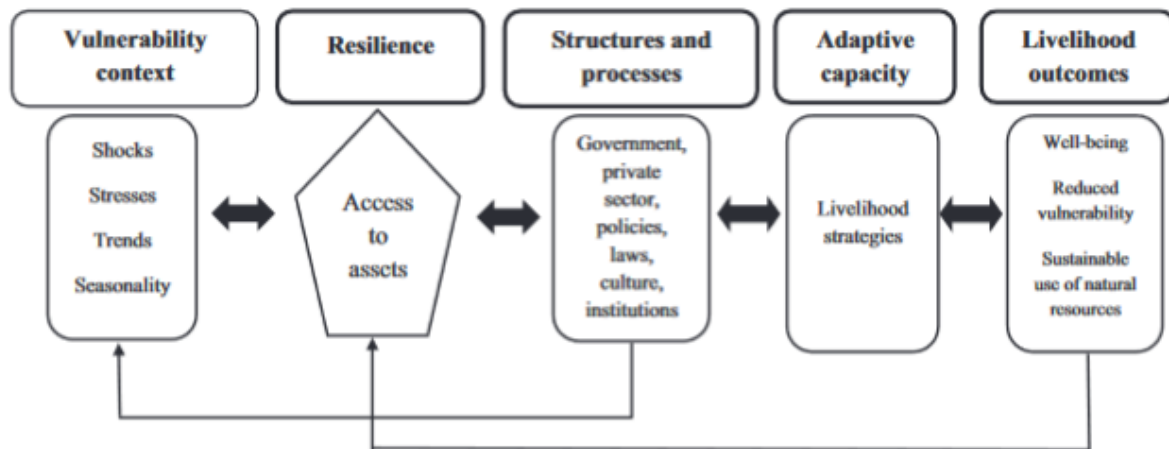 Vulnerability
context
Resilience
Structures and
processes
Adaptive
capacity
Livelihood
outcomes
Shocks
Stresses
Trends
Seasonality
Access
to
assets
Government,
private
sector,
policies,
laws,
culture,
institutions
Livelihood
strategies
Well-being
Reduced
vulnerability
Sustainable
use of natural
resources